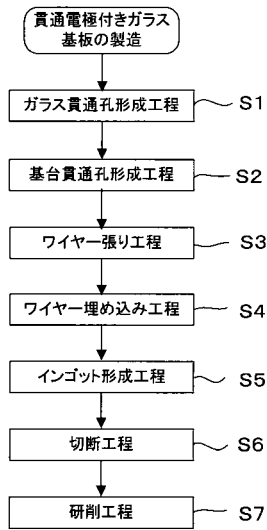 貫通電極付きガラス
基板の製造
ガラス貫通孔形成工程 S1
基台貫通孔形成工程 S2
ワイヤー張り工程 S3
ワイヤー埋め込み工程 S4
インゴット形成工程 S5
切断工程 S6
研削工程 S7